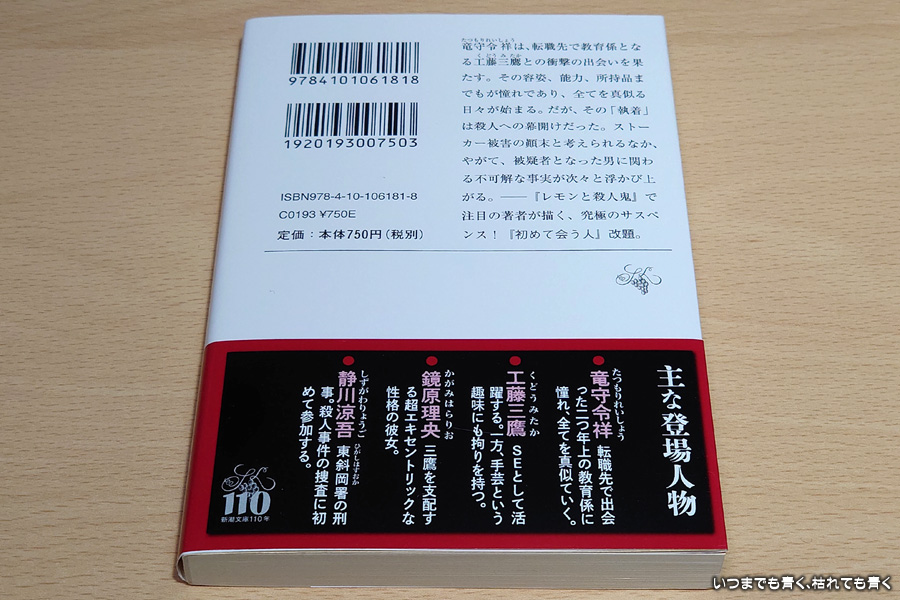 9784101061818
1920193007503
ISBN978-4-10-106181-8
C0193 ¥750E
定価：本体750円（税別）
たつもりれいしょう
竜守令祥は、転職先で教育係とな
くどうみたか
る工藤三鷹との衝撃の出会いを果
たす。その容姿、能力、所持品ま
でもが憧れであり、全てを真似る
日々が始まる。だが、その「執着」
は殺人への幕開けだった。ストー
カー被害の顚末と考えられるなか、
やがて、被疑者となった男に関わ
る不可解な事実が次々と浮かび上
がる。――『レモンと殺人鬼』で
注目の著者が描く、究極のサスペ
ンス！『初めて会う人』改題。
主な登場人物
たつもりれいしょう
●竜守令祥 転職先で出会
った二つ年上の教育係に
憧れ、全てを真似ていく。
くどうみたか
●工藤三鷹 SEとして活
躍する。一方、手芸という
趣味にも拘りを持つ。
かがみはらりお
●鏡原理央 三鷹を支配す
る超エキセントリックな
性格の彼女。
しずがわりょうご
ひがしはすおか
●静川涼吾 東斜岡署の刑
事。殺人事件の捜査に初
めて参加する。
110
新潮文庫110年
いつまでも青く、枯れても青く